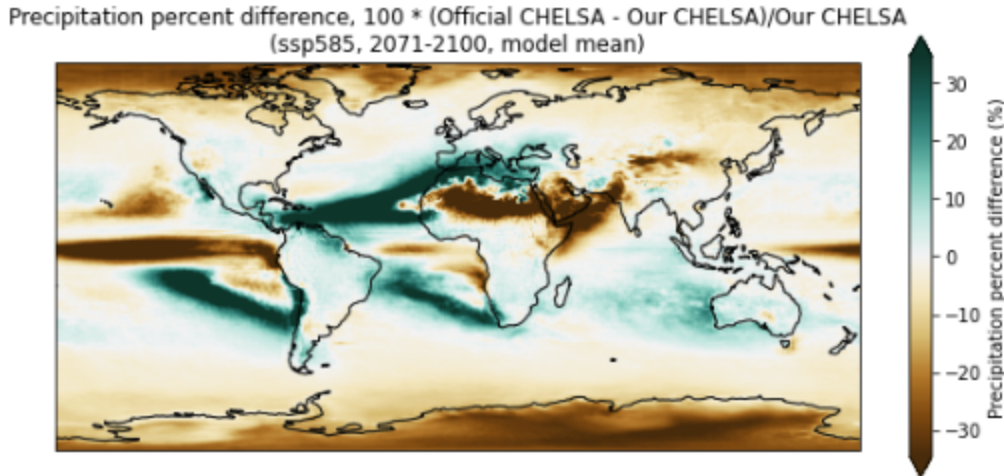 Precipitation percent difference, 100 * (Official CHELSA - Our CHELSA)/Our CHELSA
(ssp585, 2071-2100, model mean)
30
20
10
0
−10
−20
−30
Precipitation percent difference (%)